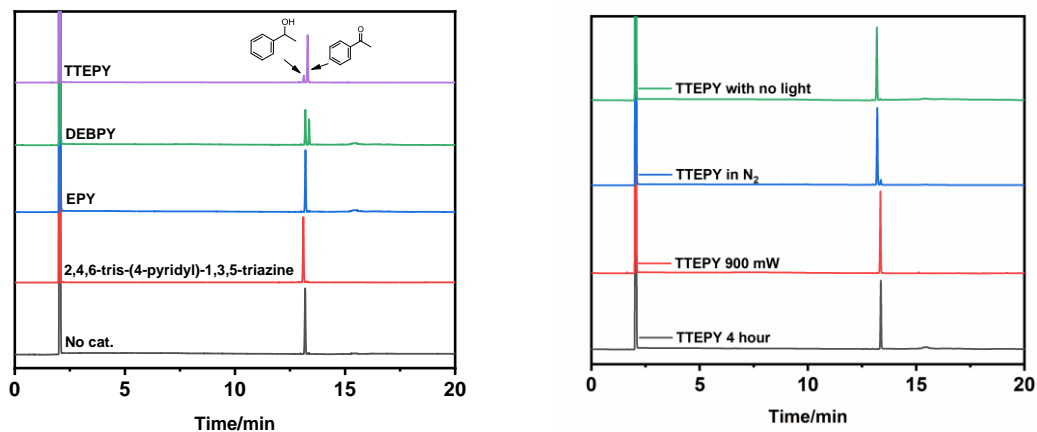 OH
O
TTEPY
DEBPY
EPY
2,4,6-tris-(4-pyridyl)-1,3,5-triazine
No cat.
0 5 10 15 20
Time/min
TTEPY with no light
TTEPY in N₂
TTEPY 900 mW
TTEPY 4 hour
0 5 10 15 20
Time/min